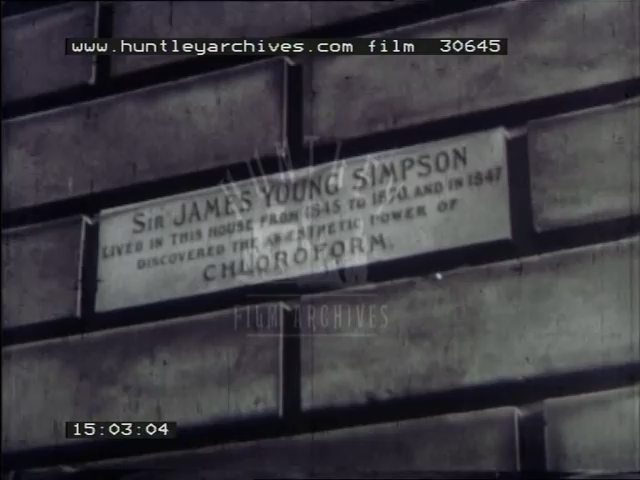 www.huntleyarchives.com film 30645
SIR JAMES YOUNG SIMPSON
LIVED IN THIS HOUSE FROM 1845 TO 1870 AND IN 1847
DISCOVERED THE ANÆSTHETIC POWER OF
CHLOROFORM.
FILM ARCHIVES
15:03:04